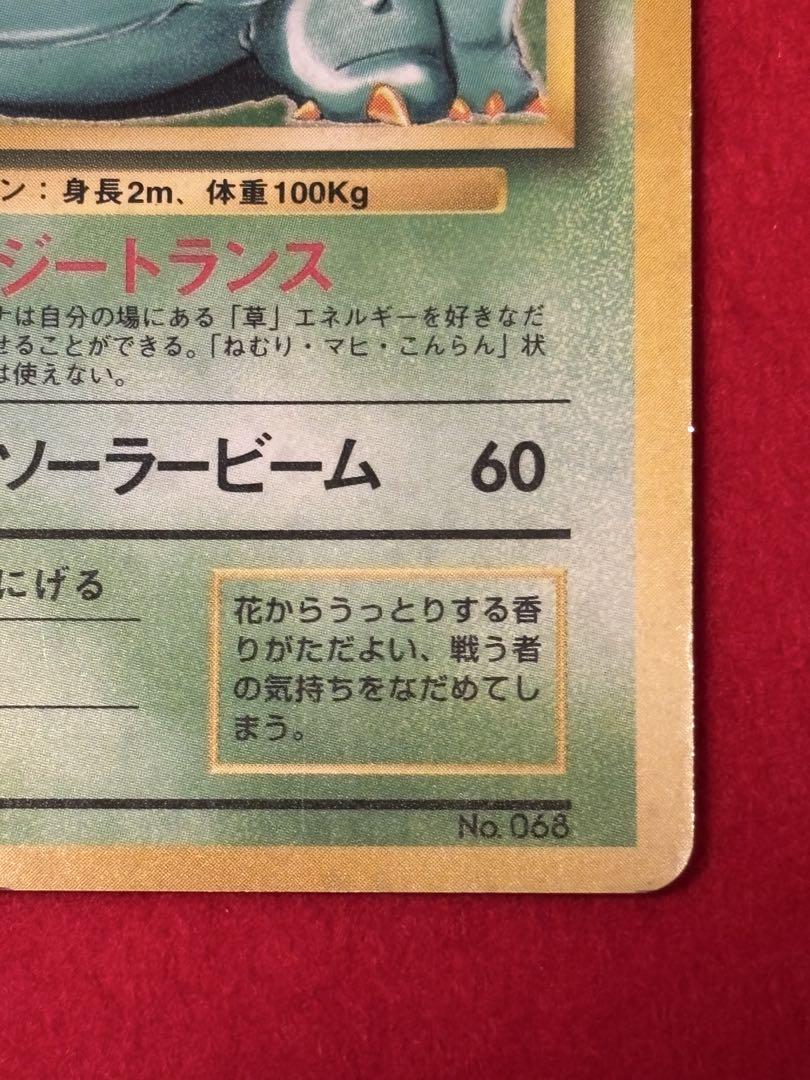 ン：身長2m、体重100Kg
ジートランス
は自分の場にある「草」エネルギーを好きなだ
せることができる。「ねむり・マヒ・こんらん」状
は使えない。
ソーラービーム 60
にげる
花からうっとりする香
りがただよい、戦う者
の気持ちをなだめてし
まう。
No. 068